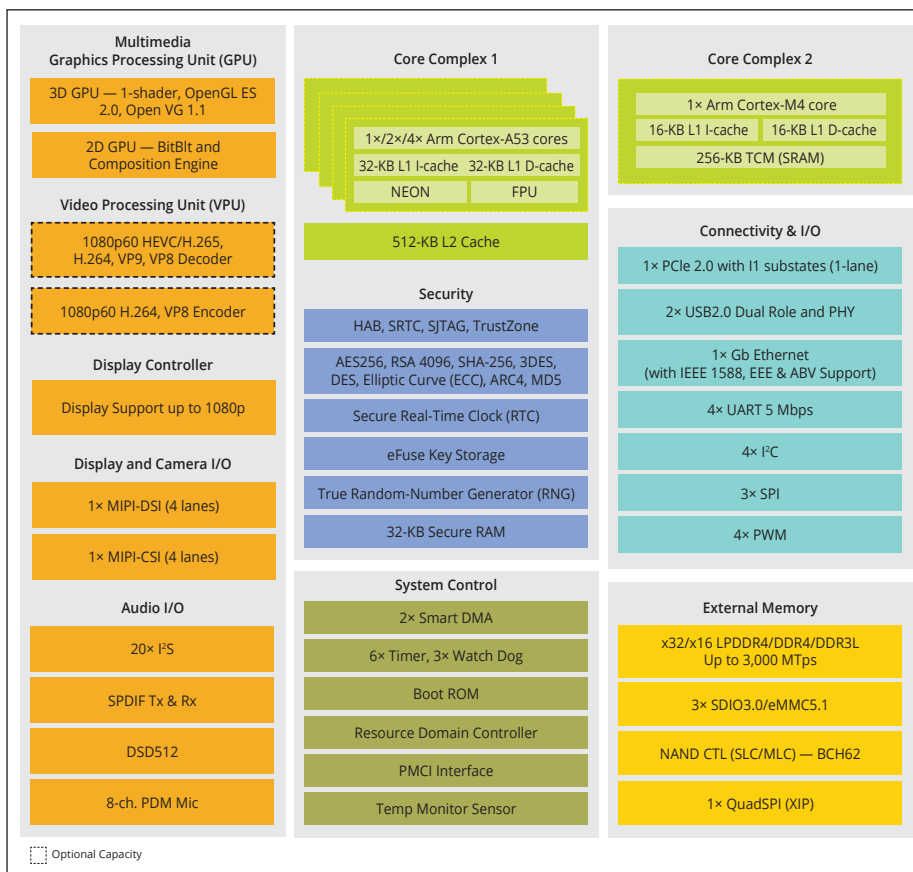 Multimedia
Graphics Processing Unit (GPU)
3D GPU — 1-shader, OpenGL ES
2.0, Open VG 1.1
2D GPU — BitBlt and
Composition Engine
Video Processing Unit (VPU)
1080p60 HEVC/H.265,
H.264, VP9, VP8 Decoder
1080p60 H.264, VP8 Encoder
Display Controller
Display Support up to 1080p
Display and Camera I/O
1× MIPI-DSI (4 lanes)
1× MIPI-CSI (4 lanes)
Audio I/O
20× I²S
SPDIF Tx & Rx
DSD512
8-ch. PDM Mic
Core Complex 1
1×/2×/4× Arm Cortex-A53 cores
32-KB L1 I-cache 32-KB L1 D-cache
NEON FPU
512-KB L2 Cache
Security
HAB, SRTC, SJTAG, TrustZone
AES256, RSA 4096, SHA-256, 3DES,
DES, Elliptic Curve (ECC), ARC4, MD5
Secure Real-Time Clock (RTC)
eFuse Key Storage
True Random-Number Generator (RNG)
32-KB Secure RAM
System Control
2× Smart DMA
6× Timer, 3× Watch Dog
Boot ROM
Resource Domain Controller
PMCI Interface
Temp Monitor Sensor
Core Complex 2
1× Arm Cortex-M4 core
16-KB L1 I-cache 16-KB L1 D-cache
256-KB TCM (SRAM)
Connectivity & I/O
1× PCIe 2.0 with I1 substates (1-lane)
2× USB2.0 Dual Role and PHY
1× Gb Ethernet
(with IEEE 1588, EEE & ABV Support)
4× UART 5 Mbps
4× I²C
3× SPI
4× PWM
External Memory
x32/x16 LPDDR4/DDR4/DDR3L
Up to 3,000 MTps
3× SDIO3.0/eMMC5.1
NAND CTL (SLC/MLC) — BCH62
1× QuadSPI (XIP)
Optional Capacity